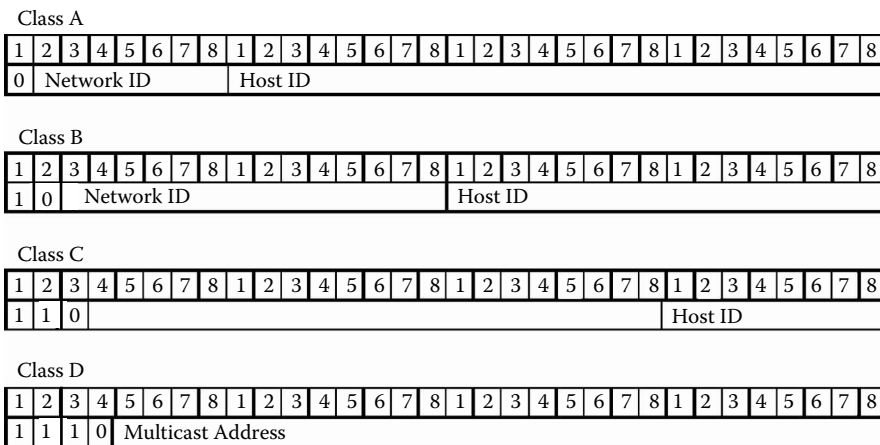 Class A
1 2 3 4 5 6 7 8 1 2 3 4 5 6 7 8 1 2 3 4 5 6 7 8 1 2 3 4 5 6 7 8
0 Network ID Host ID
Class B
1 2 3 4 5 6 7 8 1 2 3 4 5 6 7 8 1 2 3 4 5 6 7 8 1 2 3 4 5 6 7 8
1 0 Network ID Host ID
Class C
1 2 3 4 5 6 7 8 1 2 3 4 5 6 7 8 1 2 3 4 5 6 7 8 1 2 3 4 5 6 7 8
1 1 0 Host ID
Class D
1 2 3 4 5 6 7 8 1 2 3 4 5 6 7 8 1 2 3 4 5 6 7 8 1 2 3 4 5 6 7 8
1 1 1 0 Multicast Address